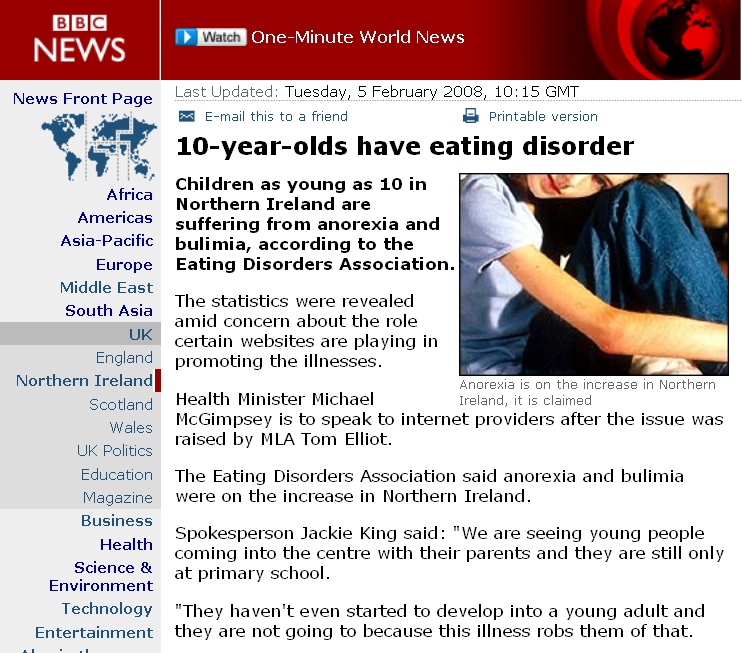 BBC
NEWS
Watch One-Minute World News
News Front Page
Africa
Americas
Asia-Pacific
Europe
Middle East
South Asia
UK
England
Northern Ireland
Scotland
Wales
UK Politics
Education
Magazine
Business
Health
Science &
Environment
Technology
Entertainment
Last Updated: Tuesday, 5 February 2008, 10:15 GMT
E-mail this to a friend
Printable version
10-year-olds have eating disorder
Children as young as 10 in
Northern Ireland are
suffering from anorexia and
bulimia, according to the
Eating Disorders Association.
The statistics were revealed
amid concern about the role
certain websites are playing in
promoting the illnesses.
Anorexia is on the increase in Northern
Ireland, it is claimed
Health Minister Michael
McGimpsey is to speak to internet providers after the issue was
raised by MLA Tom Elliot.
The Eating Disorders Association said anorexia and bulimia
were on the increase in Northern Ireland.
Spokesperson Jackie King said: "We are seeing young people
coming into the centre with their parents and they are still only
at primary school.
"They haven't even started to develop into a young adult and
they are not going to because this illness robs them of that.